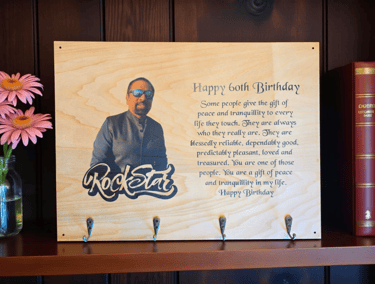 Happy 60th Birthday
Some people give the gift of
peace and tranquility to every
life they touch. They are always
who they really are. They are
blessedly reliable, dependably good,
predictably pleasant, loved and
treasured. You are one of those
people. You are a gift of peace
and tranquility in my life.
Happy Birthday
RockStar